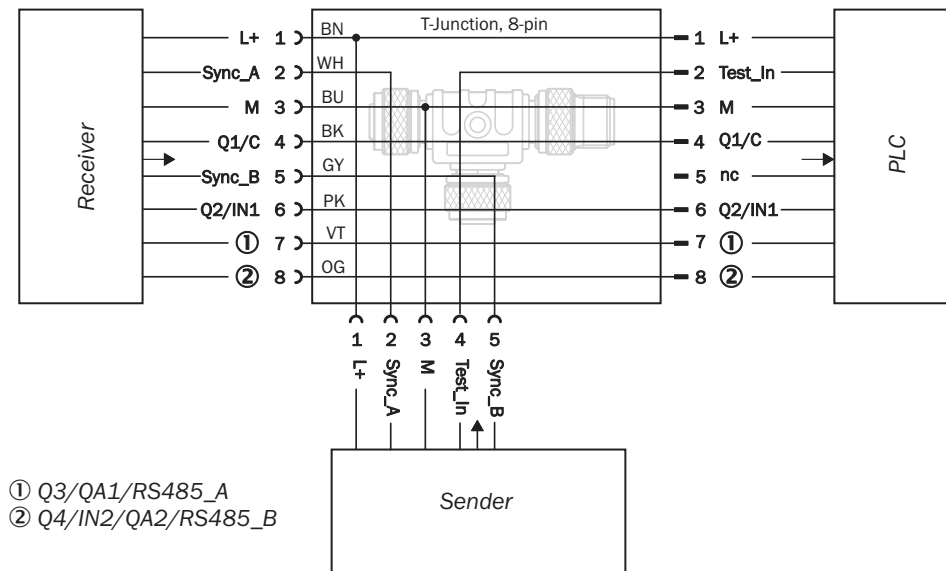 T-Junction, 8-pin
L+ 1 BN 1 L+
Sync_A 2 WH 2 Test_In
M 3 BU 3 M
Q1/C 4 BK 4 Q1/C
Sync_B 5 GY 5 nc
Q2/IN1 6 PK 6 Q2/IN1
① 7 VT 7 ①
② 8 OG 8 ②
Receiver
PLC
1 2 3 4 5
L+ Sync_A M Test_In Sync_B
Sender
① Q3/QA1/RS485_A
② Q4/IN2/QA2/RS485_B